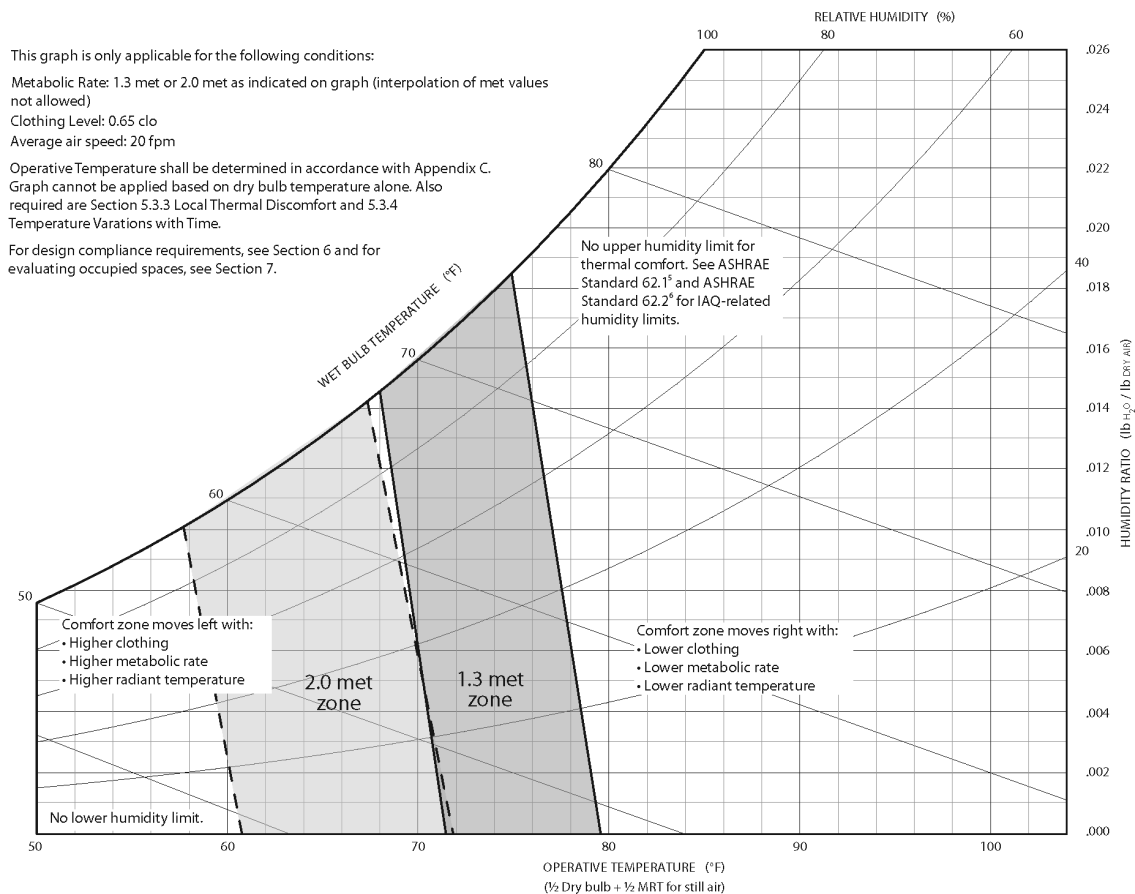 RELATIVE HUMIDITY (%)
100
80
60
This graph is only applicable for the following conditions:
Metabolic Rate: 1.3 met or 2.0 met as indicated on graph (interpolation of met values
not allowed)
Clothing Level: 0.65 clo
Average air speed: 20 fpm
Operative Temperature shall be determined in accordance with Appendix C.
Graph cannot be applied based on dry bulb temperature alone. Also
required are Section 5.3.3 Local Thermal Discomfort and 5.3.4
Temperature Varations with Time.
For design compliance requirements, see Section 6 and for
evaluating occupied spaces, see Section 7.
WET BULB TEMPERATURE (°F)
80
70
60
50
No upper humidity limit for
thermal comfort. See ASHRAE
Standard 62.1⁵ and ASHRAE
Standard 62.2⁶ for IAQ-related
humidity limits.
40
20
.026
.024
.022
.020
.018
.016
.014
.012
.010
.008
.006
.004
.002
.000
HUMIDITY RATIO (lb H₂O / lb DRY AIR)
Comfort zone moves left with:
• Higher clothing
• Higher metabolic rate
• Higher radiant temperature
2.0 met
zone
1.3 met
zone
Comfort zone moves right with:
• Lower clothing
• Lower metabolic rate
• Lower radiant temperature
No lower humidity limit.
50
60
70
80
90
100
OPERATIVE TEMPERATURE (°F)
(½ Dry bulb + ½ MRT for still air)